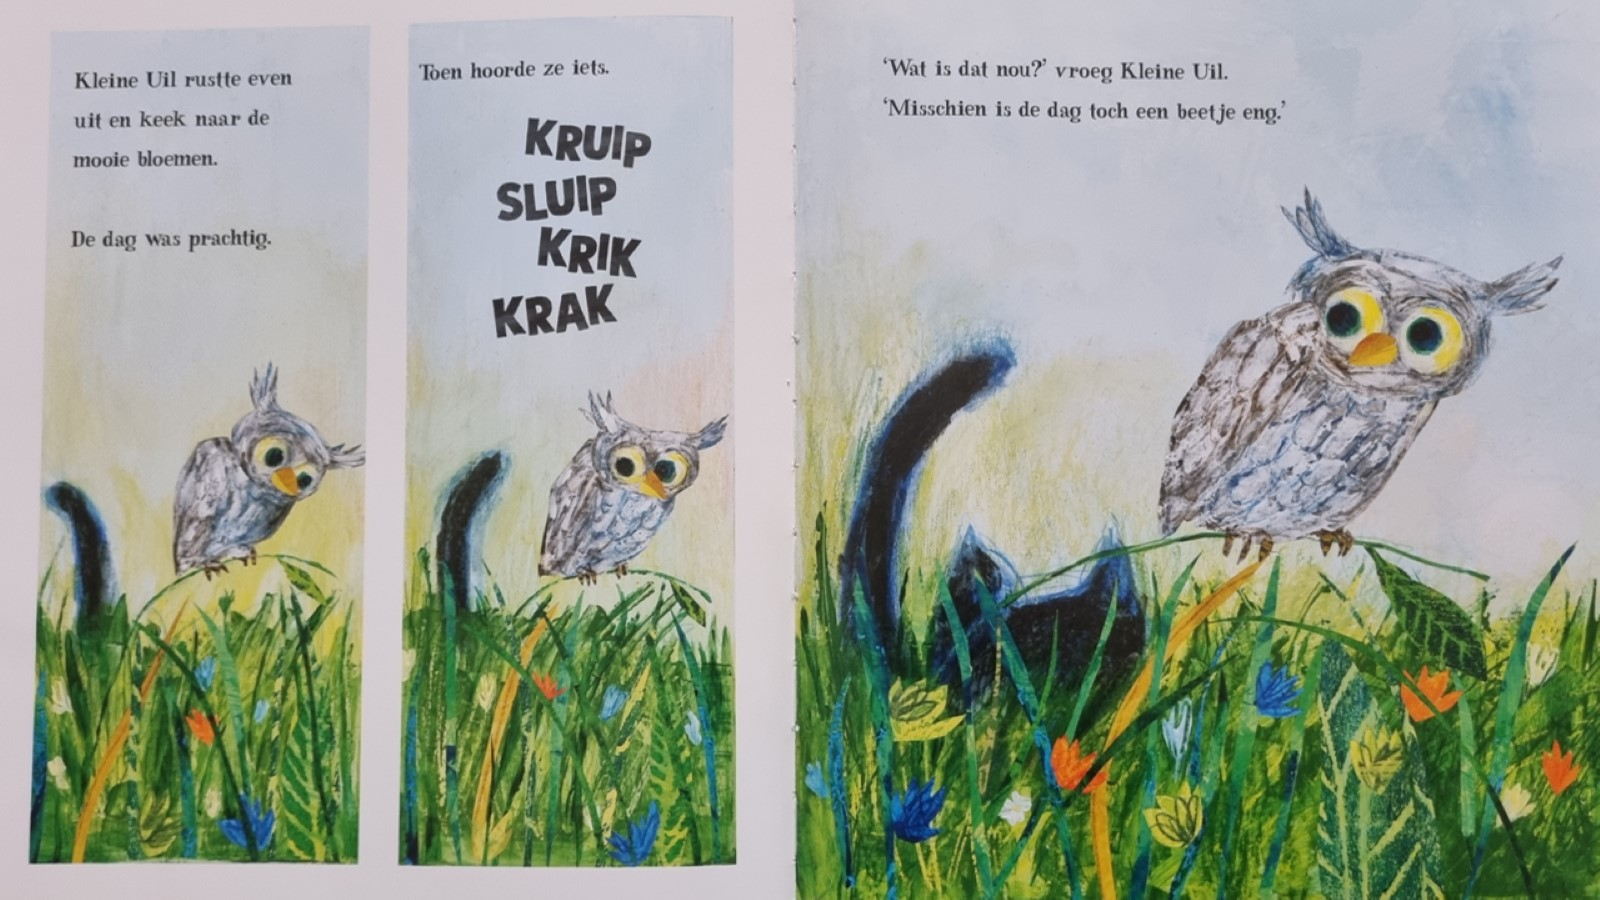 Kleine Uil rustte even
uit en keek naar de
mooie bloemen.
De dag was prachtig.
Toen hoorde ze iets.
KRUIP
SLUIP
KRIK
KRAK
‘Wat is dat nou?’ vroeg Kleine Uil.
‘Misschien is de dag toch een beetje eng.’